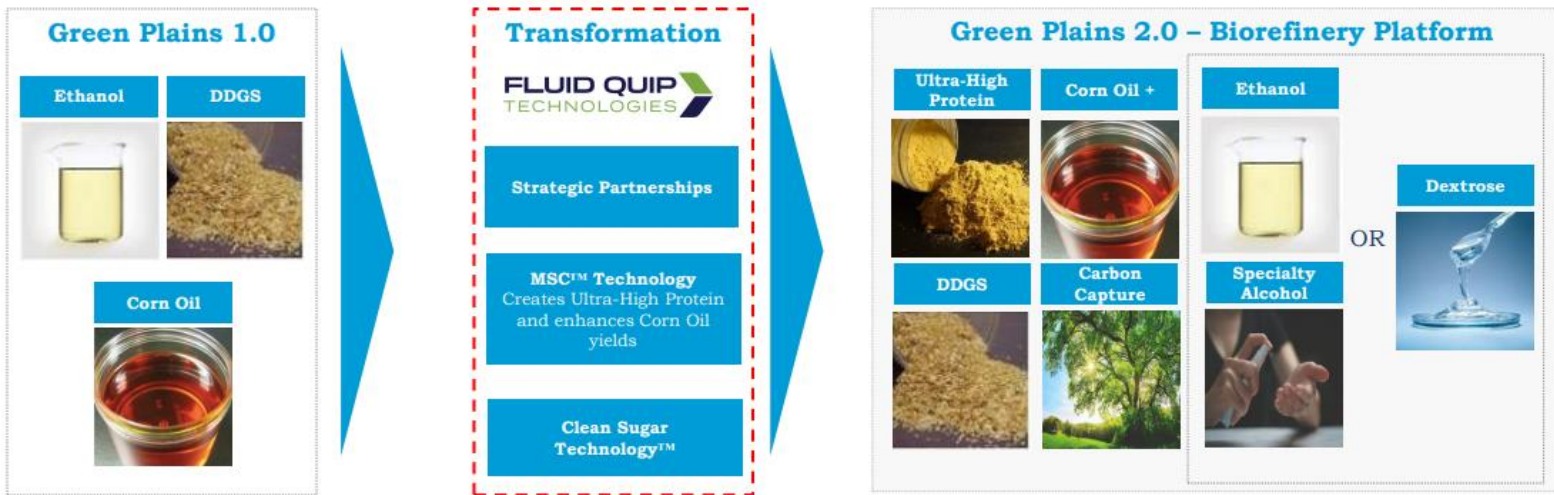 Green Plains 1.0
Ethanol
DDGS
Corn Oil
Transformation
FLUID QUIP
TECHNOLOGIES
Strategic Partnerships
MSC™ Technology
Creates Ultra-High Protein
and enhances Corn Oil
yields
Clean Sugar
Technology™
Green Plains 2.0 – Biorefinery Platform
Ultra-High
Protein
Corn Oil +
Ethanol
DDGS
Carbon
Capture
Specialty
Alcohol
OR
Dextrose